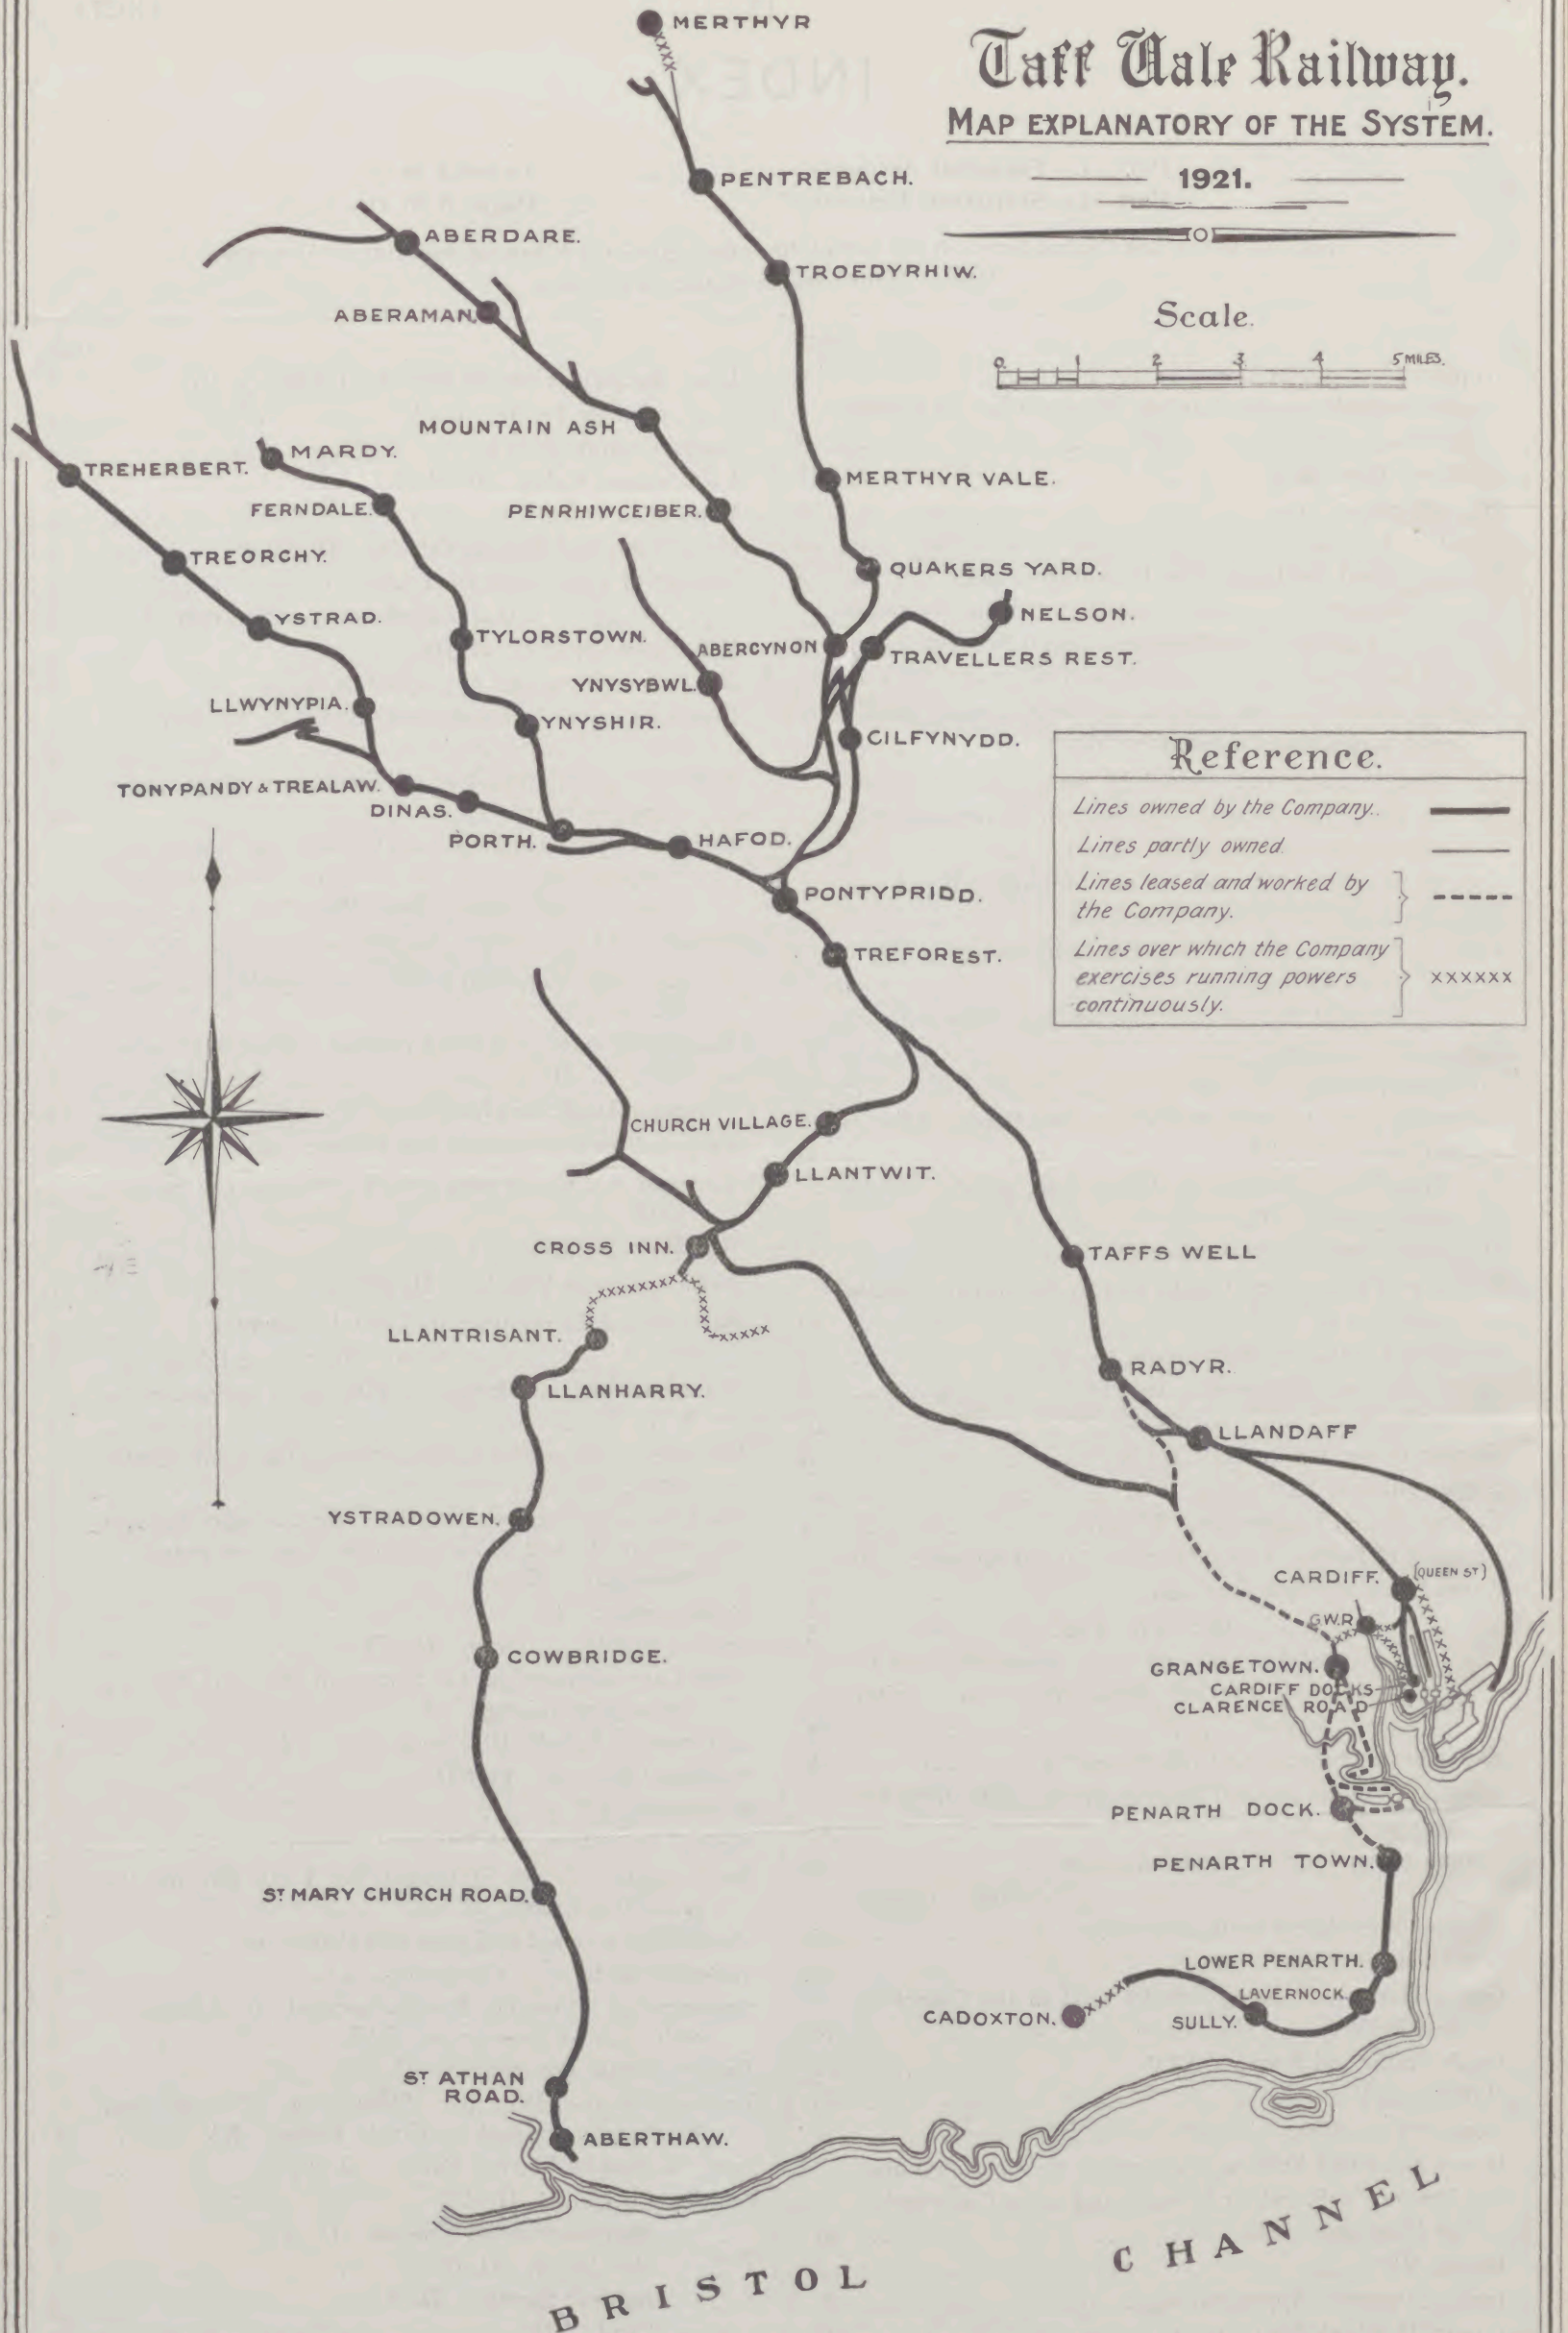 MERTHYR
Taff Vale Railway.
MAP EXPLANATORY OF THE SYSTEM.
1921.
PENTREBACH.
ABERDARE.
TROEDYRHIW.
ABERAMAN.
Scale.
0 1 2 3 4 5 MILES.
MOUNTAIN ASH
MARDY.
TREHERBERT.
MERTHYR VALE.
FERNDALE.
PENRHIWCEIBER.
TREORCHY.
QUAKERS YARD.
NELSON.
YSTRAD.
TYLORSTOWN.
ABERCYNON
TRAVELLERS REST.
YNYSYBWL.
LLWYNYPIA.
YNYSHIR.
CILFYNYDD.
Reference.
Lines owned by the Company.
Lines partly owned.
Lines leased and worked by
the Company.
Lines over which the Company
exercises running powers
continuously.
xxxxxx
TONYPANDY & TREALAW.
DINAS.
PORTH.
HAFOD.
PONTYPRIDD.
TREFOREST.
CHURCH VILLAGE.
LLANTWIT.
CROSS INN.
TAFFS WELL
LLANTRISANT.
RADYR.
LLANHARRY.
LLANDAFF
YSTRADOWEN.
CARDIFF.
(QUEEN ST)
G.W.R
COWBRIDGE.
GRANGETOWN.
CARDIFF DOCKS
CLARENCE ROAD
PENARTH DOCK.
PENARTH TOWN.
ST MARY CHURCH ROAD.
LOWER PENARTH.
LAVERNOCK.
CADOXTON.
SULLY.
ST ATHAN
ROAD.
ABERTHAW.
BRISTOL CHANNEL